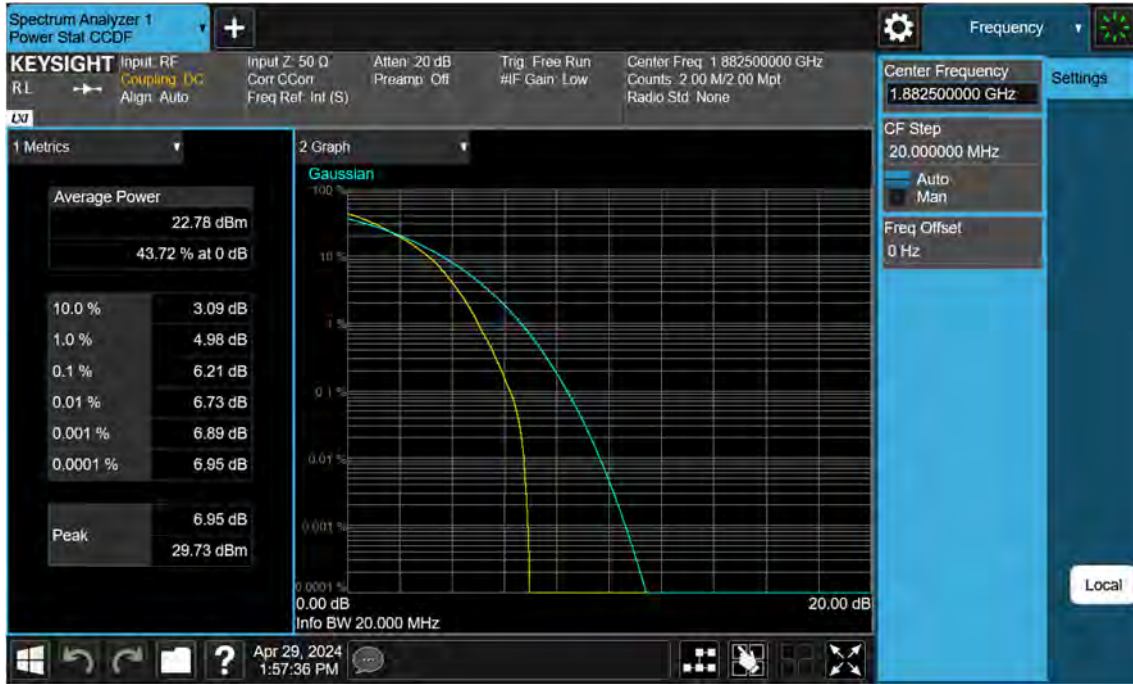 Spectrum Analyzer 1
Power Stat CCDF
+
Frequency
KEYSIGHT
RL
LXI
Input: RF
Coupling: DC
Align: Auto
Input Z: 50 Ω
Corr CCorr
Freq Ref: Int (S)
Atten: 20 dB
Preamp: Off
Trig: Free Run
#IF Gain: Low
Center Freq: 1.882500000 GHz
Counts: 2.00 M/2.00 Mpt
Radio Std: None
Center Frequency
1.882500000 GHz
Settings
CF Step
20.000000 MHz
Auto
Man
Freq Offset
0 Hz
Local
1 Metrics
Average Power
22.78 dBm
43.72 % at 0 dB
10.0 % 3.09 dB
1.0 % 4.98 dB
0.1 % 6.21 dB
0.01 % 6.73 dB
0.001 % 6.89 dB
0.0001 % 6.95 dB
Peak
6.95 dB
29.73 dBm
2 Graph
Gaussian
100 %
10 %
1 %
0.1 %
0.01 %
0.001 %
0.0001 %
0.00 dB 20.00 dB
Info BW 20.000 MHz
?
Apr 29, 2024
1:57:36 PM